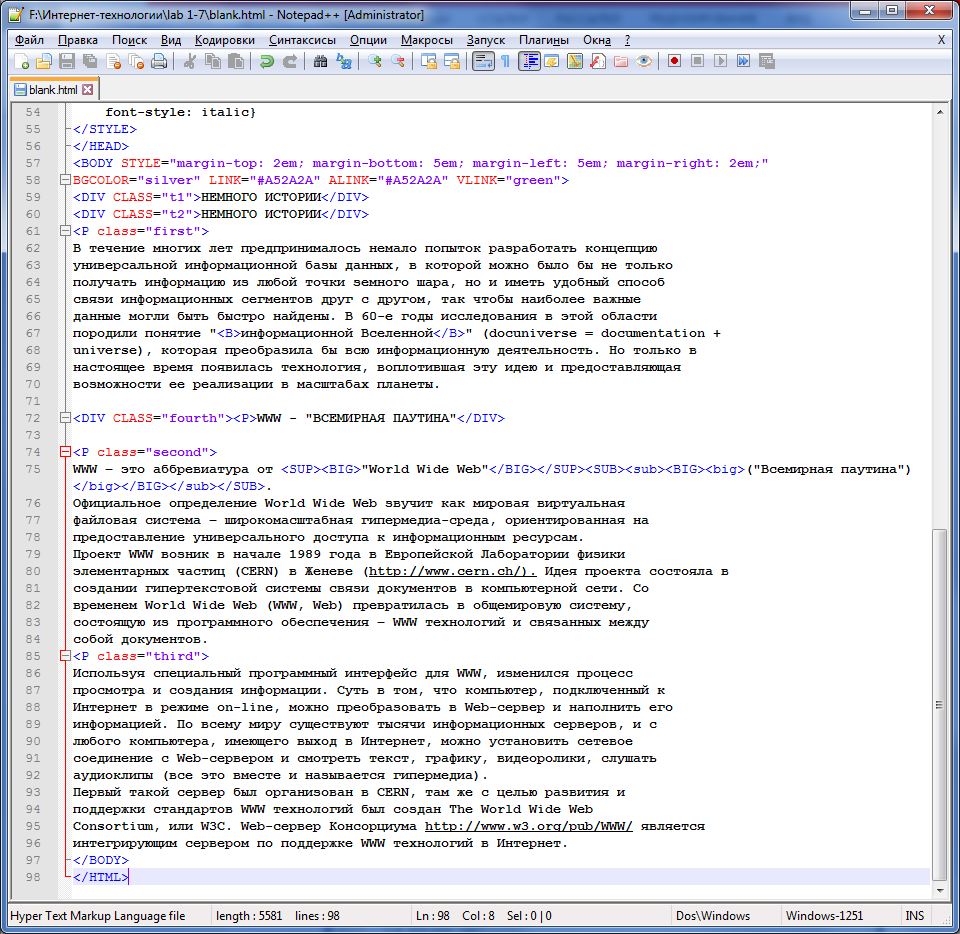 F:\Интернет-технологии\lab 1-7\blank.html - Notepad++ [Administrator]
Файл Правка Поиск Вид Кодировки Синтаксисы Опции Макросы Запуск Плагины Окна ? X
blank.html
54 font-style: italic}
55 </STYLE>
56 </HEAD>
57 <BODY STYLE="margin-top: 2em; margin-bottom: 5em; margin-left: 5em; margin-right: 2em;"
58 BGCOLOR="silver" LINK="#A52A2A" ALINK="#A52A2A" VLINK="green">
59 <DIV CLASS="t1">НЕМНОГО ИСТОРИИ</DIV>
60 <DIV CLASS="t2">НЕМНОГО ИСТОРИИ</DIV>
61 <P class="first">
62 В течение многих лет предпринималось немало попыток разработать концепцию
63 универсальной информационной базы данных, в которой можно было бы не только
64 получать информацию из любой точки земного шара, но и иметь удобный способ
65 связи информационных сегментов друг с другом, так чтобы наиболее важные
66 данные могли быть быстро найдены. В 60-е годы исследования в этой области
67 породили понятие "<B>информационной Вселенной</B>" (docuniverse = documentation +
68 universe), которая преобразила бы всю информационную деятельность. Но только в
69 настоящее время появилась технология, воплотившая эту идею и предоставляющая
70 возможности ее реализации в масштабах планеты.
71
72 <DIV CLASS="fourth"><P>WWW - "ВСЕМИРНАЯ ПАУТИНА"</DIV>
73
74 <P class="second">
75 WWW – это аббревиатура от <SUP><BIG>"World Wide Web"</BIG></SUP><SUB><sub><BIG><big>("Всемирная паутина")
</big></BIG></sub></SUB>.
76 Официальное определение World Wide Web звучит как мировая виртуальная
77 файловая система – широкомасштабная гипермедиа-среда, ориентированная на
78 предоставление универсального доступа к информационным ресурсам.
79 Проект WWW возник в начале 1989 года в Европейской Лаборатории физики
80 элементарных частиц (CERN) в Женеве (http://www.cern.ch/). Идея проекта состояла в
81 создании гипертекстовой системы связи документов в компьютерной сети. Со
82 временем World Wide Web (WWW, Web) превратилась в общемировую систему,
83 состоящую из программного обеспечения – WWW технологий и связанных между
84 собой документов.
85 <P class="third">
86 Используя специальный программный интерфейс для WWW, изменился процесс
87 просмотра и создания информации. Суть в том, что компьютер, подключенный к
88 Интернет в режиме on-line, можно преобразовать в Web-сервер и наполнить его
89 информацией. По всему миру существуют тысячи информационных серверов, и с
90 любого компьютера, имеющего выход в Интернет, можно установить сетевое
91 соединение с Web-сервером и смотреть текст, графику, видеоролики, слушать
92 аудиоклипы (все это вместе и называется гипермедиа).
93 Первый такой сервер был организован в CERN, там же с целью развития и
94 поддержки стандартов WWW технологий был создан The World Wide Web
95 Consortium, или W3C. Web-сервер Консорциума http://www.w3.org/pub/WWW/ является
96 интегрирующим сервером по поддержке WWW технологий в Интернет.
97 </BODY>
98 </HTML>
Hyper Text Markup Language file length : 5581 lines : 98 Ln : 98 Col : 8 Sel : 0 | 0 Dos\Windows Windows-1251 INS